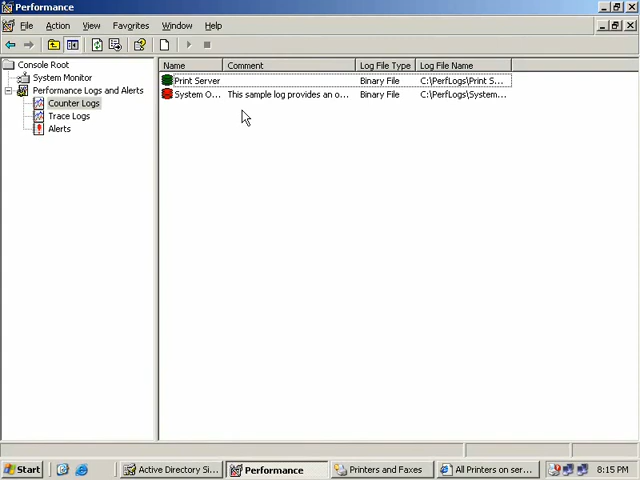 Performance
File Action View Favorites Window Help
Console Root
System Monitor
Performance Logs and Alerts
Counter Logs
Trace Logs
Alerts
Name Comment Log File Type Log File Name
Print Server Binary File C:\PerfLogs\Print S...
System O... This sample log provides an o... Binary File C:\PerfLogs\System...
Start Active Directory Si... Performance Printers and Faxes All Printers on ser... 8:15 PM